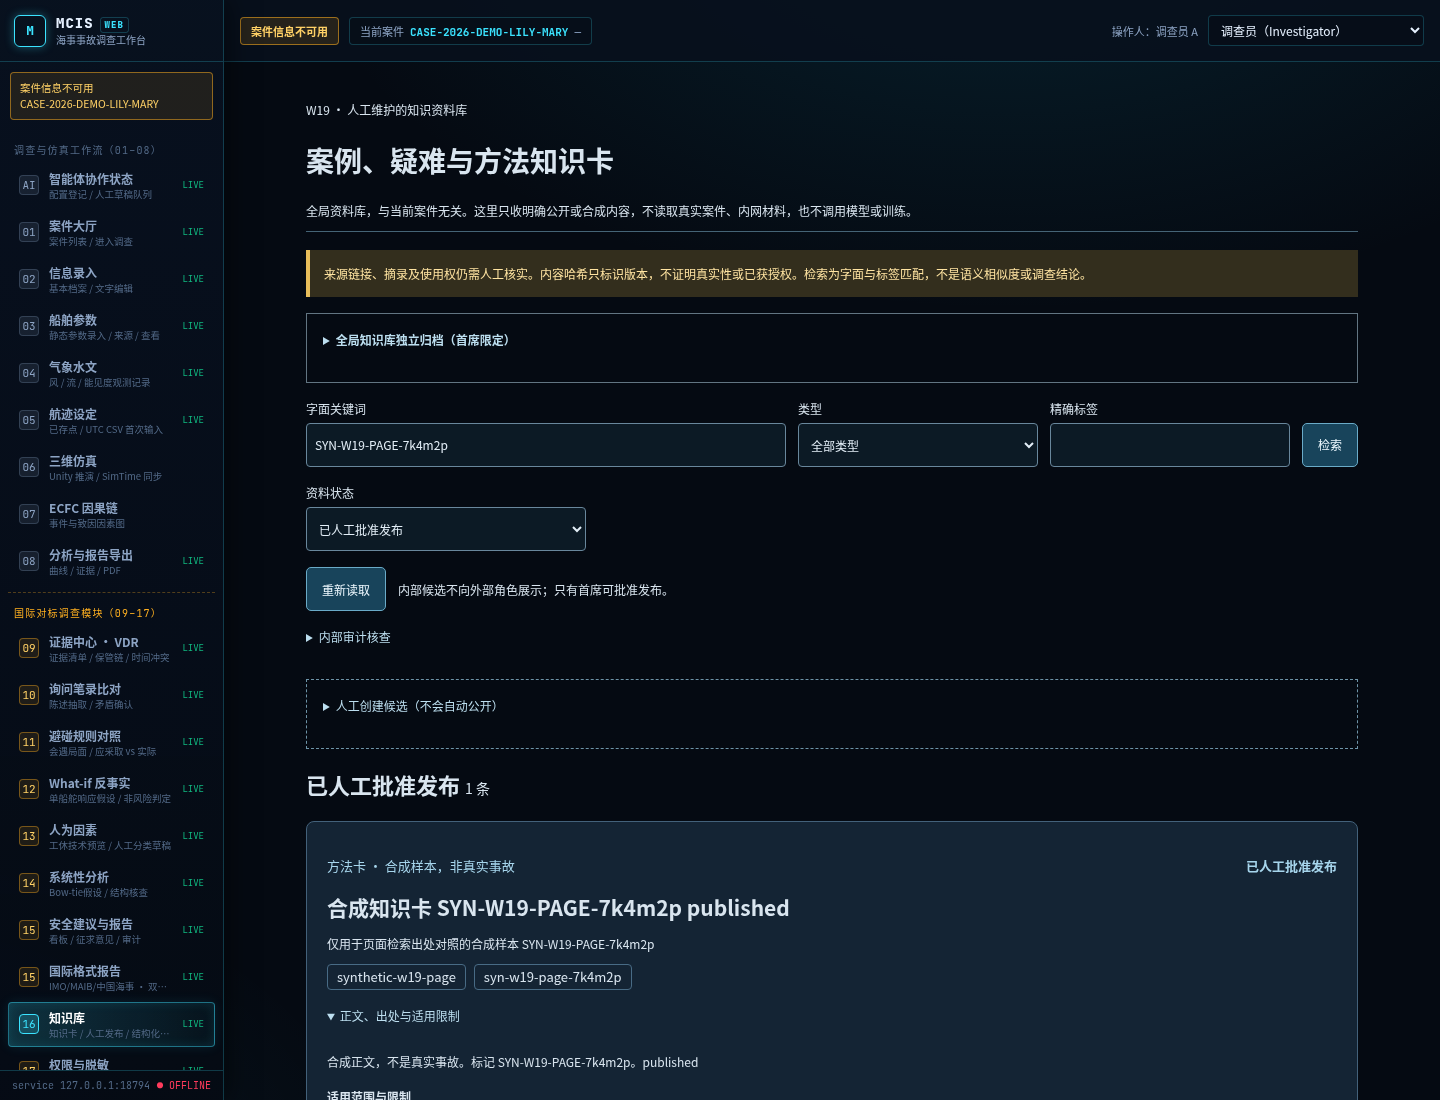 M
MCIS WEB
海事事故调查工作台
案件信息不可用
当前案件 CASE-2026-DEMO-LILY-MARY —
操作人：调查员 A
调查员（Investigator）
案件信息不可用
CASE-2026-DEMO-LILY-MARY
调查与仿真工作流（01–08）
AI 智能体协作状态 LIVE
配置登记 / 人工草稿队列
01 案件大厅 LIVE
案件列表 / 进入调查
02 信息录入 LIVE
基本档案 / 文字编辑
03 船舶参数 LIVE
静态参数录入 / 来源 / 查看
04 气象水文 LIVE
风 / 流 / 能见度观测记录
05 航迹设定 LIVE
已存点 / UTC CSV 首次输入
06 三维仿真
Unity 推演 / SimTime 同步
07 ECFC 因果链
事件与致因因素图
08 分析与报告导出 LIVE
曲线 / 证据 / PDF
国际对标调查模块（09–17）
09 证据中心 · VDR LIVE
证据清单 / 保管链 / 时间冲突
10 询问笔录比对 LIVE
陈述抽取 / 矛盾确认
11 避碰规则对照 LIVE
会遇局面 / 应采取 vs 实际
12 What-if 反事实 LIVE
单船舵响应假设 / 非风险判定
13 人为因素 LIVE
工休技术预览 / 人工分类草稿
14 系统性分析 LIVE
Bow-tie假设 / 结构核查
15 安全建议与报告 LIVE
看板 / 征求意见 / 审计
15 国际格式报告 LIVE
IMO/MAIB/中国海事 · 双…
16 知识库 LIVE
知识卡 / 人工发布 / 结构化…
17 权限与脱敏 LIVE
service 127.0.0.1:18794 OFFLINE
W19 · 人工维护的知识资料库
案例、疑难与方法知识卡
全局资料库，与当前案件无关。这里只收明确公开或合成内容，不读取真实案件、内网材料，也不调用模型或训练。
来源链接、摘录及使用权仍需人工核实。内容哈希只标识版本，不证明真实性或已获授权。检索为字面与标签匹配，不是语义相似度或调查结论。
▶ 全局知识库独立归档（首席限定）
字面关键词
SYN-W19-PAGE-7k4m2p
类型
全部类型
精确标签
检索
资料状态
已人工批准发布
重新读取
内部候选不向外部角色展示；只有首席可批准发布。
▶ 内部审计核查
▶ 人工创建候选（不会自动公开）
已人工批准发布 1 条
方法卡 · 合成样本，非真实事故
已人工批准发布
合成知识卡 SYN-W19-PAGE-7k4m2p published
仅用于页面检索出处对照的合成样本 SYN-W19-PAGE-7k4m2p
synthetic-w19-page
syn-w19-page-7k4m2p
▼ 正文、出处与适用限制
合成正文，不是真实事故。标记 SYN-W19-PAGE-7k4m2p。published
适用范围与限制